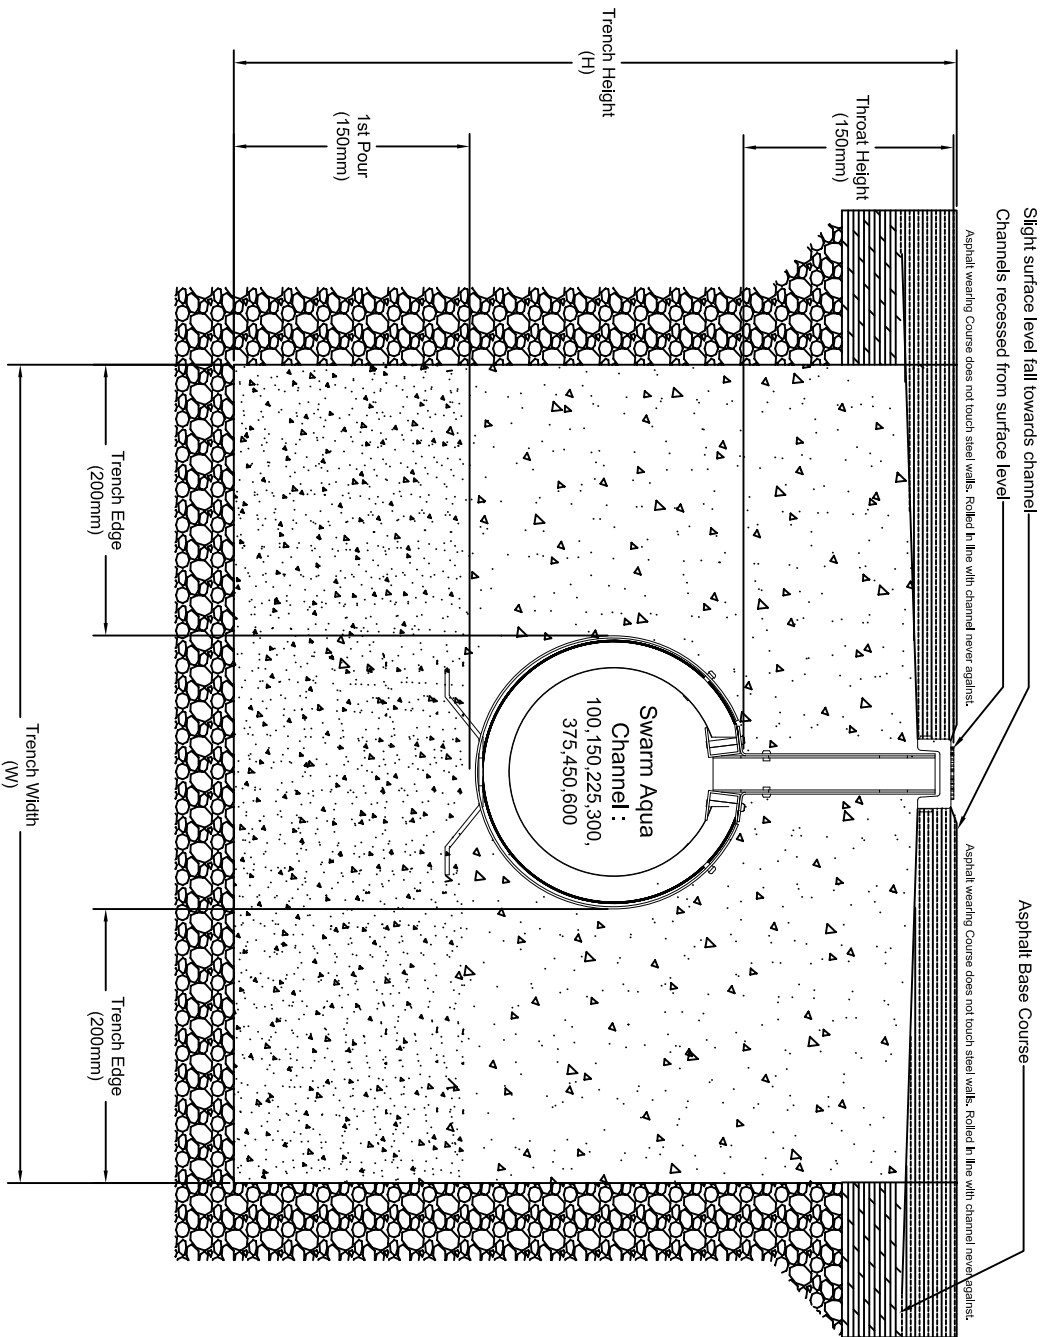 Slight surface level fall towards channel
Channels recessed from surface level
Asphalt Base Course
Asphalt wearing Course does not touch steel walls. Rolled in line with channel never against.
Asphalt wearing Course does not touch steel walls. Rolled in line with channel never against.
Throat Height
(150mm)
Trench Height
(H)
Swarm Aqua
Channel :
100,150,225,300,
375,450,600
1st Pour
(150mm)
Trench Edge
(200mm)
Trench Edge
(200mm)
Trench Width
(W)